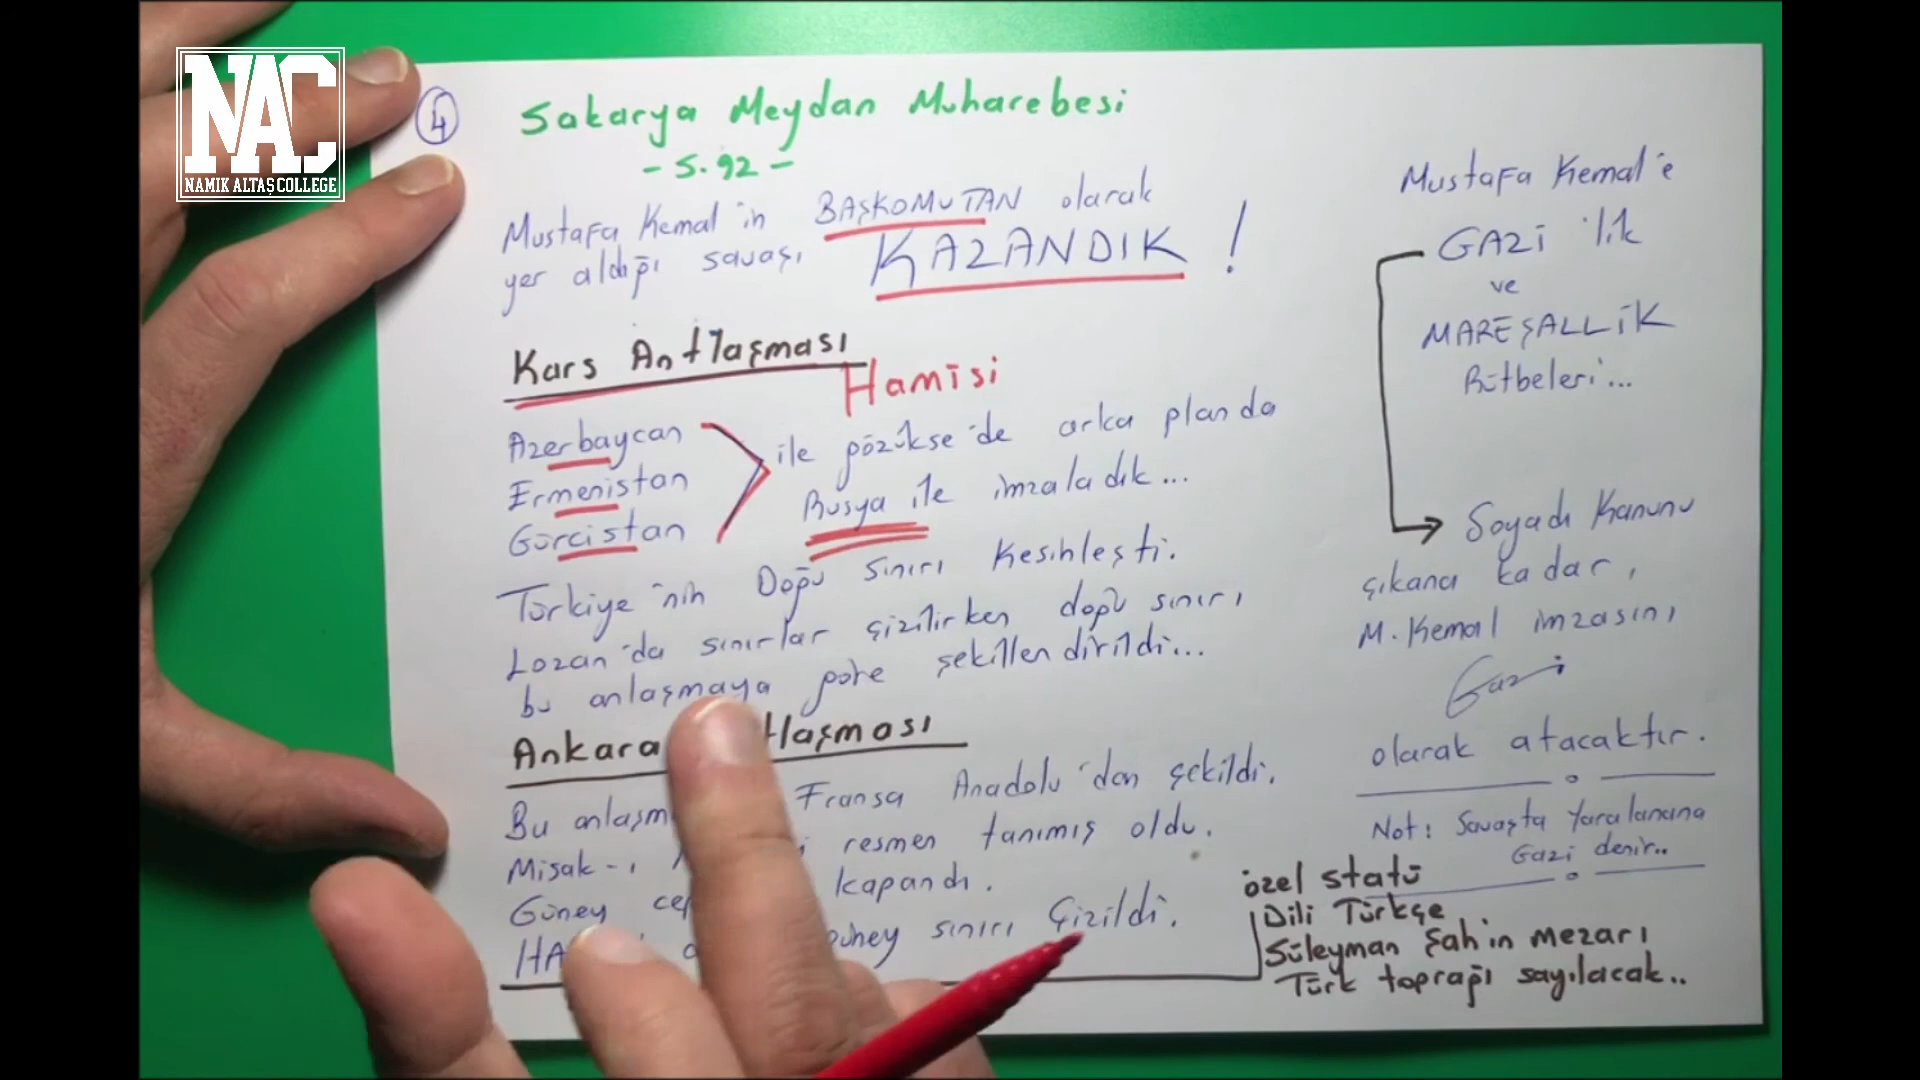 NAC
NAMIK ALTAŞ COLLEGE
4
Sakarya Meydan Muharebesi
- S.92 -
Mustafa Kemal'in BAŞKOMUTAN olarak
yer aldığı savaşı KAZANDIK !
Kars Antlaşması
Hamisi
Azerbaycan
Ermenistan
Gürcistan
ile gözükse'de arka planda
Rusya ile imzaladık...
Türkiye'nin Doğu sınırı Kesinleşti.
Lozan'da sınırlar çizilirken doğu sınırı
bu anlaşmaya göre şekillendirildi...
Ankara
Bu Fransa Anadolu'dan çekildi.
Misak-ı resmen tanımış oldu.
Güney kapandı.
sınırı Çizildi.
Mustafa Kemal'e
GAZİ'lik
ve
MAREŞALLİK
Rütbeleri...
Soyadı Kanunu
çıkana kadar,
M. Kemal imzasını
Gazi
olarak atacaktır.
Not: Savaşta Yaralanana
Gazi denir..
özel statü
Dili Türkçe
Süleyman Şah'ın mezarı
Türk toprağı sayılacak..